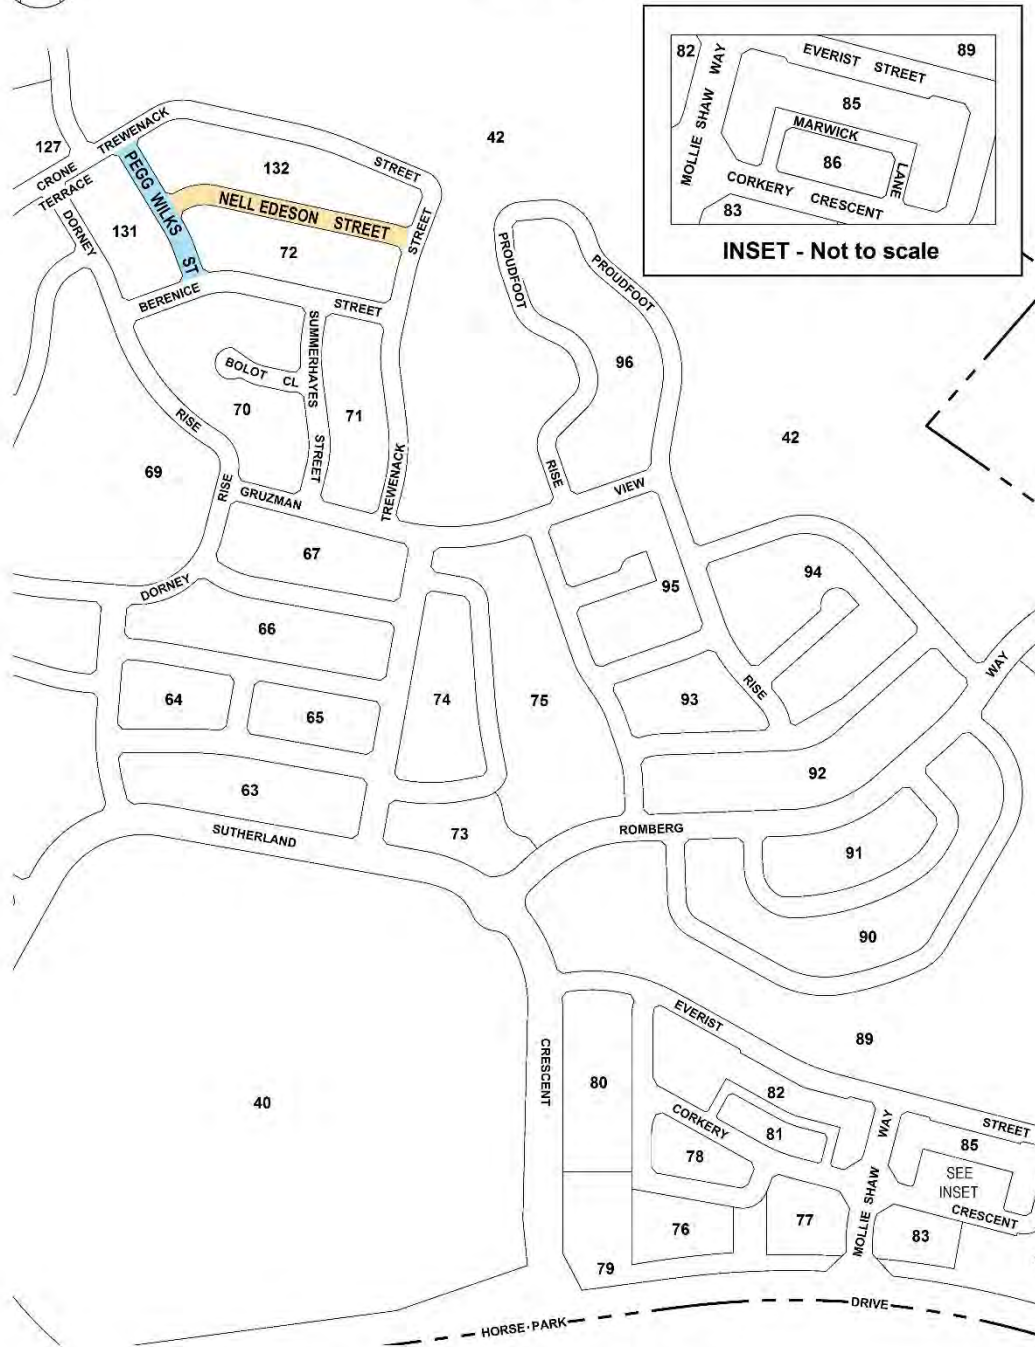 82
MOLLIE SHAW WAY
EVERIST STREET
89
85
MARWICK
LANE
86
CORKERY CRESCENT
83
INSET - Not to scale
127
CRONE
TERRACE
TREWENACK
STREET
STREET
42
132
PEGG WILKS ST
NELL EDESON STREET
131
DORNEY
72
BERENICE
STREET
PROUDFOOT
PROUDFOOT
SUMMERHAYES
STREET
BOLOT CL
96
70
71
RISE
42
TREWENACK
RISE
69
RISE
VIEW
GRUZMAN
67
94
DORNEY
95
66
WAY
RISE
64
65
74
75
93
92
63
SUTHERLAND
73
ROMBERG
91
90
EVERIST
89
CRESCENT
80
82
40
CORKERY
81
WAY
STREET
85
78
SEE
INSET
MOLLIE SHAW
CRESCENT
76
77
83
79
DRIVE
HORSE PARK